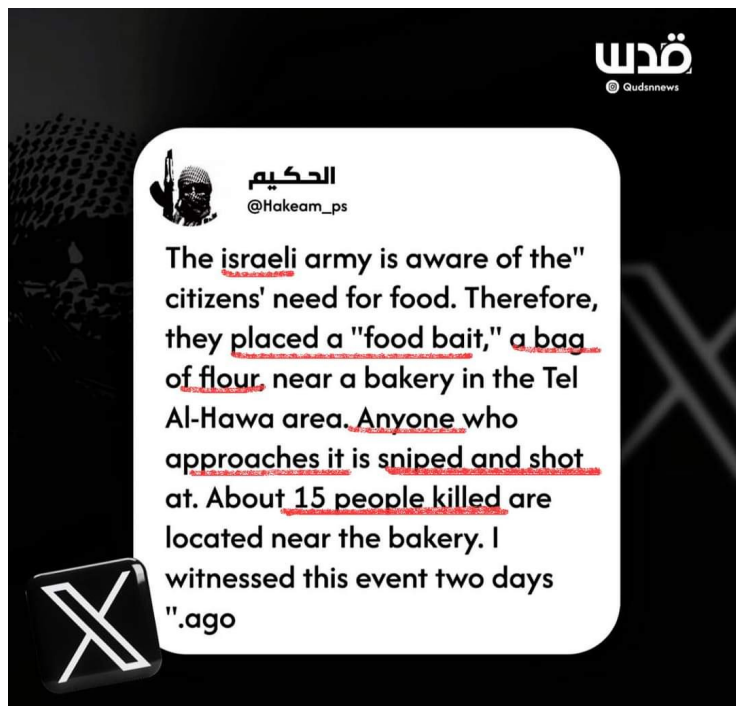 قدس
Qudsnnews
الحكيم
@Hakeam_ps
The israeli army is aware of the"
citizens' need for food. Therefore,
they placed a "food bait," a bag
of flour, near a bakery in the Tel
Al-Hawa area. Anyone who
approaches it is sniped and shot
at. About 15 people killed are
located near the bakery. I
witnessed this event two days
".ago